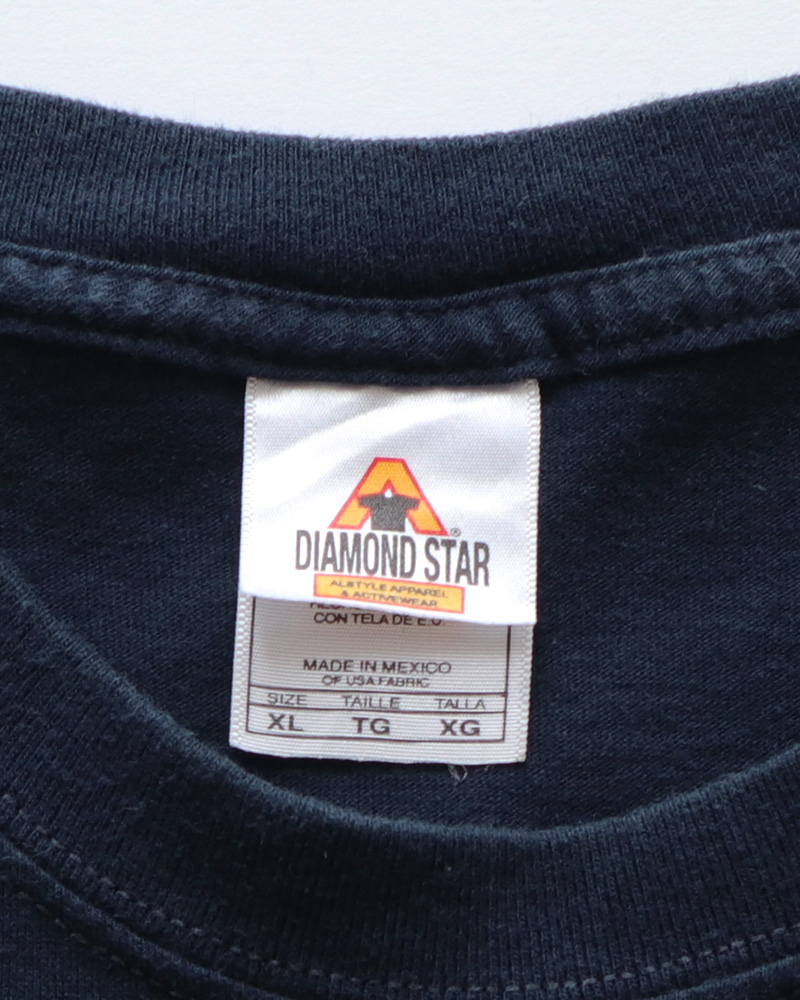 A
®
DIAMOND STAR
ALSTYLE APPAREL
& ACTIVEWEAR
CON TELA DE E.U.
MADE IN MEXICO
OF USA FABRIC
SIZE TAILLE TALLA
XL TG XG